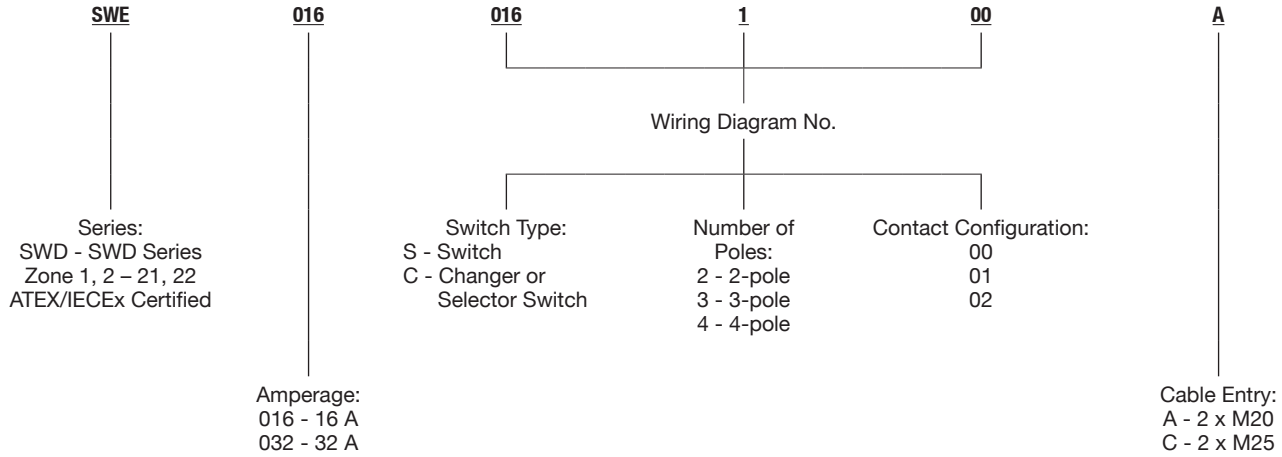 SWE 016 016 1 00 A
Wiring Diagram No.
Series:
SWD - SWD Series
Zone 1, 2 – 21, 22
ATEX/IECEx Certified
Switch Type:
S - Switch
C - Changer or
Selector Switch
Number of
Poles:
2 - 2-pole
3 - 3-pole
4 - 4-pole
Contact Configuration:
00
01
02
Amperage:
016 - 16 A
032 - 32 A
Cable Entry:
A - 2 x M20
C - 2 x M25